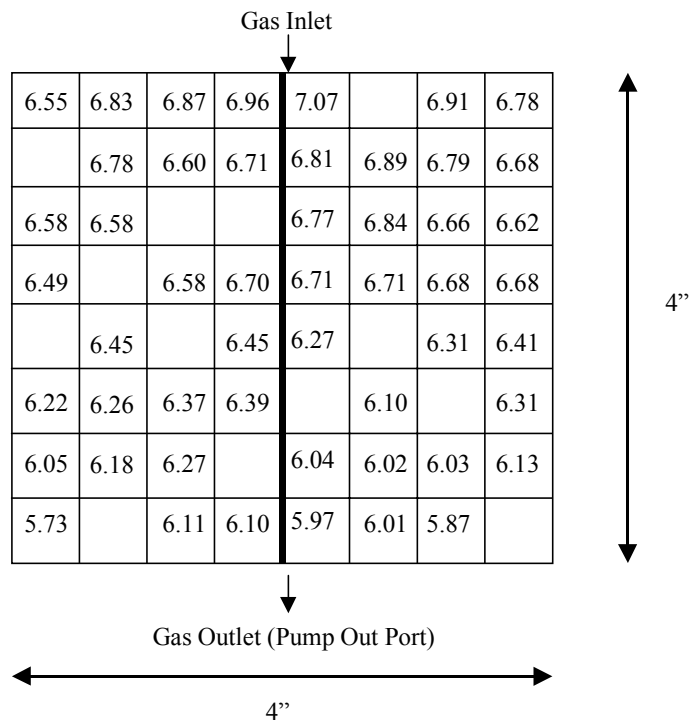 Gas Inlet
6.55 6.83 6.87 6.96 7.07 6.91 6.78
6.78 6.60 6.71 6.81 6.89 6.79 6.68
6.58 6.58 6.77 6.84 6.66 6.62
6.49 6.58 6.70 6.71 6.71 6.68 6.68
4”
6.45 6.45 6.27 6.31 6.41
6.22 6.26 6.37 6.39 6.10 6.31
6.05 6.18 6.27 6.04 6.02 6.03 6.13
5.73 6.11 6.10 5.97 6.01 5.87
Gas Outlet (Pump Out Port)
4”